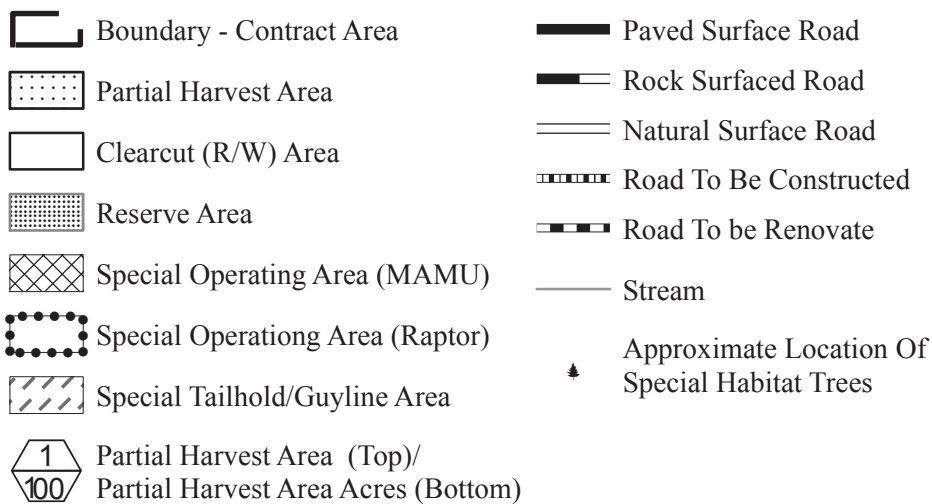 Boundary - Contract Area
Partial Harvest Area
Clearcut (R/W) Area
Reserve Area
Special Operating Area (MAMU)
Special Operationg Area (Raptor)
Special Tailhold/Guyline Area
1
100
Partial Harvest Area (Top)/
Partial Harvest Area Acres (Bottom)
Paved Surface Road
Rock Surfaced Road
Natural Surface Road
Road To Be Constructed
Road To be Renovate
Stream
Approximate Location Of
Special Habitat Trees